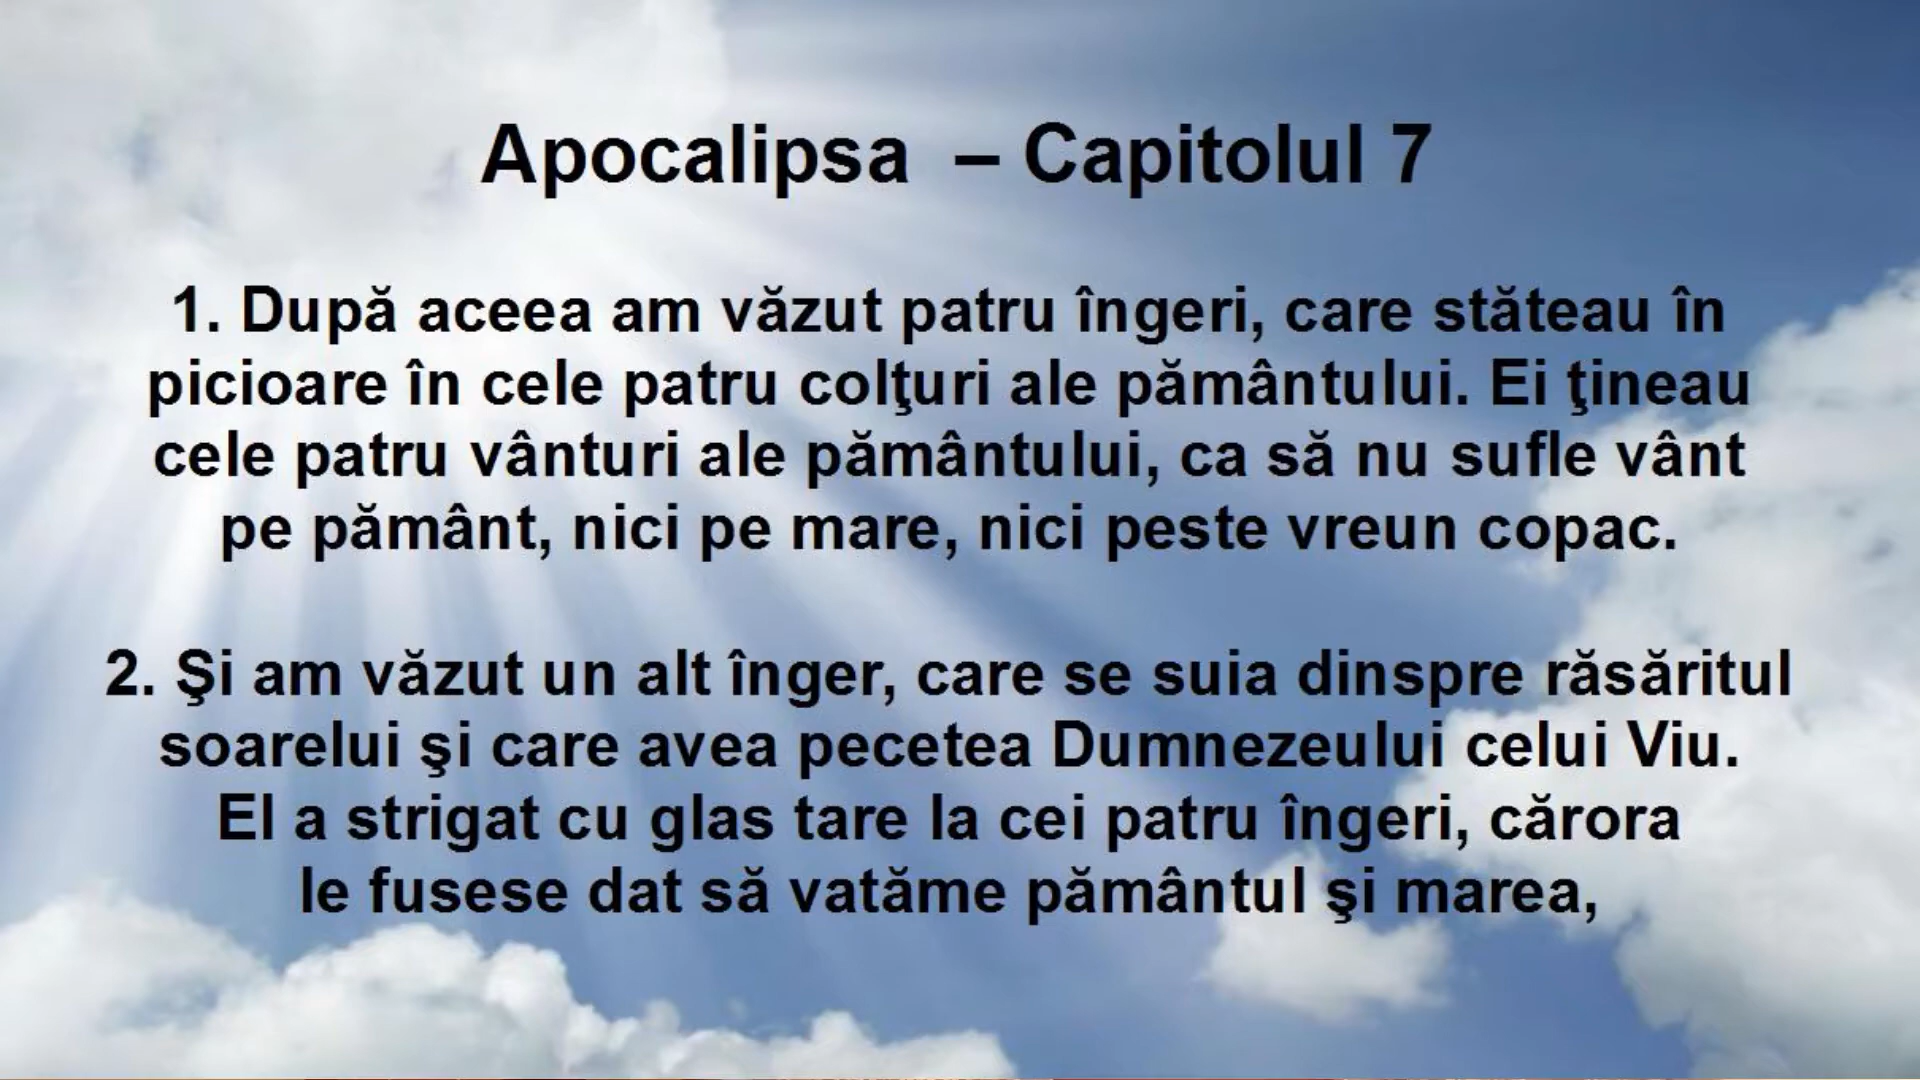 Apocalipsa – Capitolul 7
1. După aceea am văzut patru îngeri, care stăteau în
picioare în cele patru colţuri ale pământului. Ei ţineau
cele patru vânturi ale pământului, ca să nu sufle vânt
pe pământ, nici pe mare, nici peste vreun copac.
2. Şi am văzut un alt înger, care se suia dinspre răsăritul
soarelui şi care avea pecetea Dumnezeului celui Viu.
El a strigat cu glas tare la cei patru îngeri, cărora
le fusese dat să vatăme pământul şi marea,